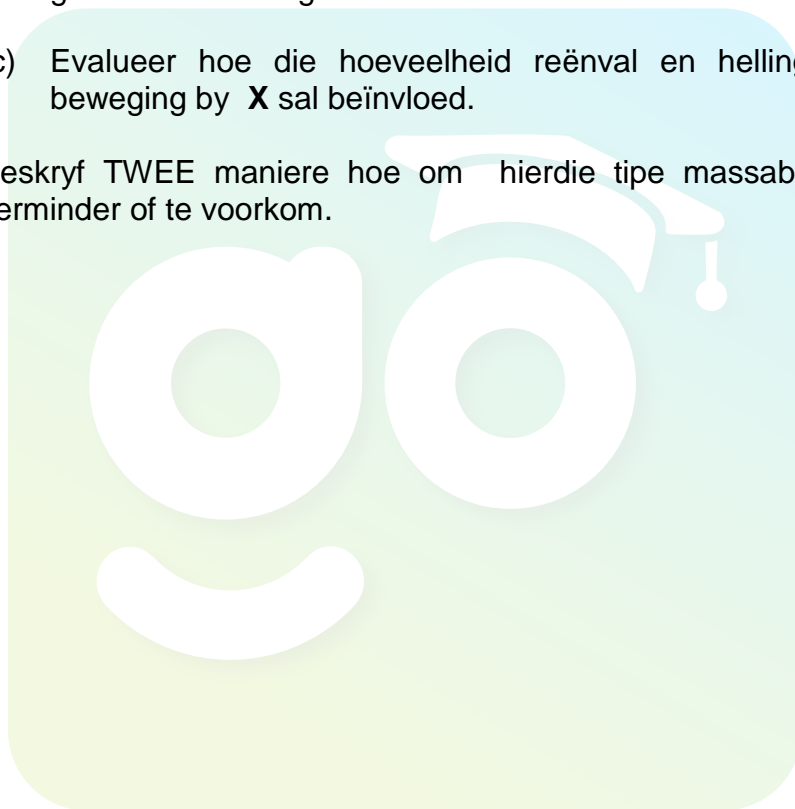 c) Evalueer hoe die hoeveelheid reënval en helling
beweging by X sal beïnvloed.
eskryf TWEE maniere hoe om hierdie tipe massab
erminder of te voorkom.
go